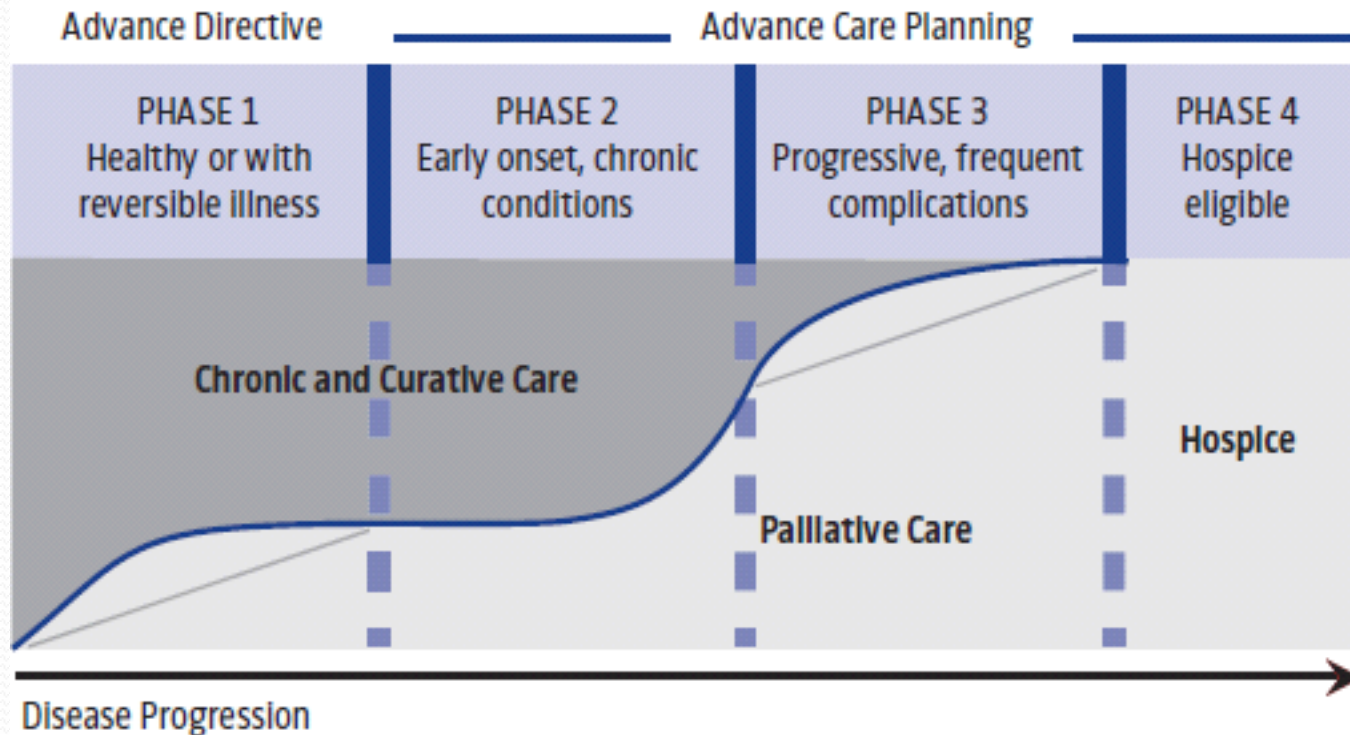 Advance Directive
Advance Care Planning
PHASE 1
Healthy or with
reversible illness
PHASE 2
Early onset, chronic
conditions
PHASE 3
Progressive, frequent
complications
PHASE 4
Hospice
eligible
Chronic and Curative Care
Hospice
Palliative Care
Disease Progression